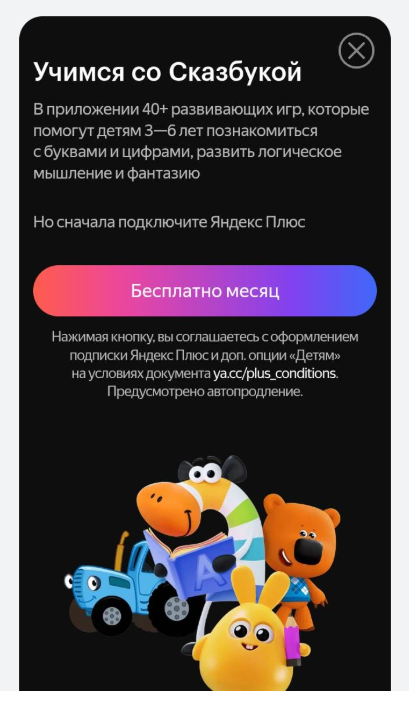 Учимся со Сказбукой
В приложении 40+ развивающих игр, которые
помогут детям 3—6 лет познакомиться
с буквами и цифрами, развить логическое
мышление и фантазию
Но сначала подключите Яндекс Плюс
Бесплатно месяц
Нажимая кнопку, вы соглашаетесь с оформлением
подписки Яндекс Плюс и доп. опции «Детям»
на условиях документа ya.cc/plus_conditions.
Предусмотрено автопродление.
А